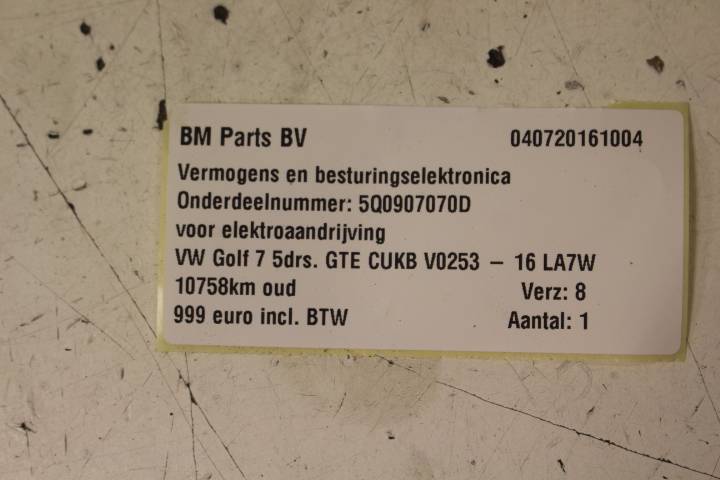 BM Parts BV 040720161004
Vermogens en besturingselektronica
Onderdeelnummer: 5Q0907070D
voor elektroaandrijving
VW Golf 7 5drs. GTE CUKB V0253 – 16 LA7W
10758km oud Verz: 8
999 euro incl. BTW Aantal: 1